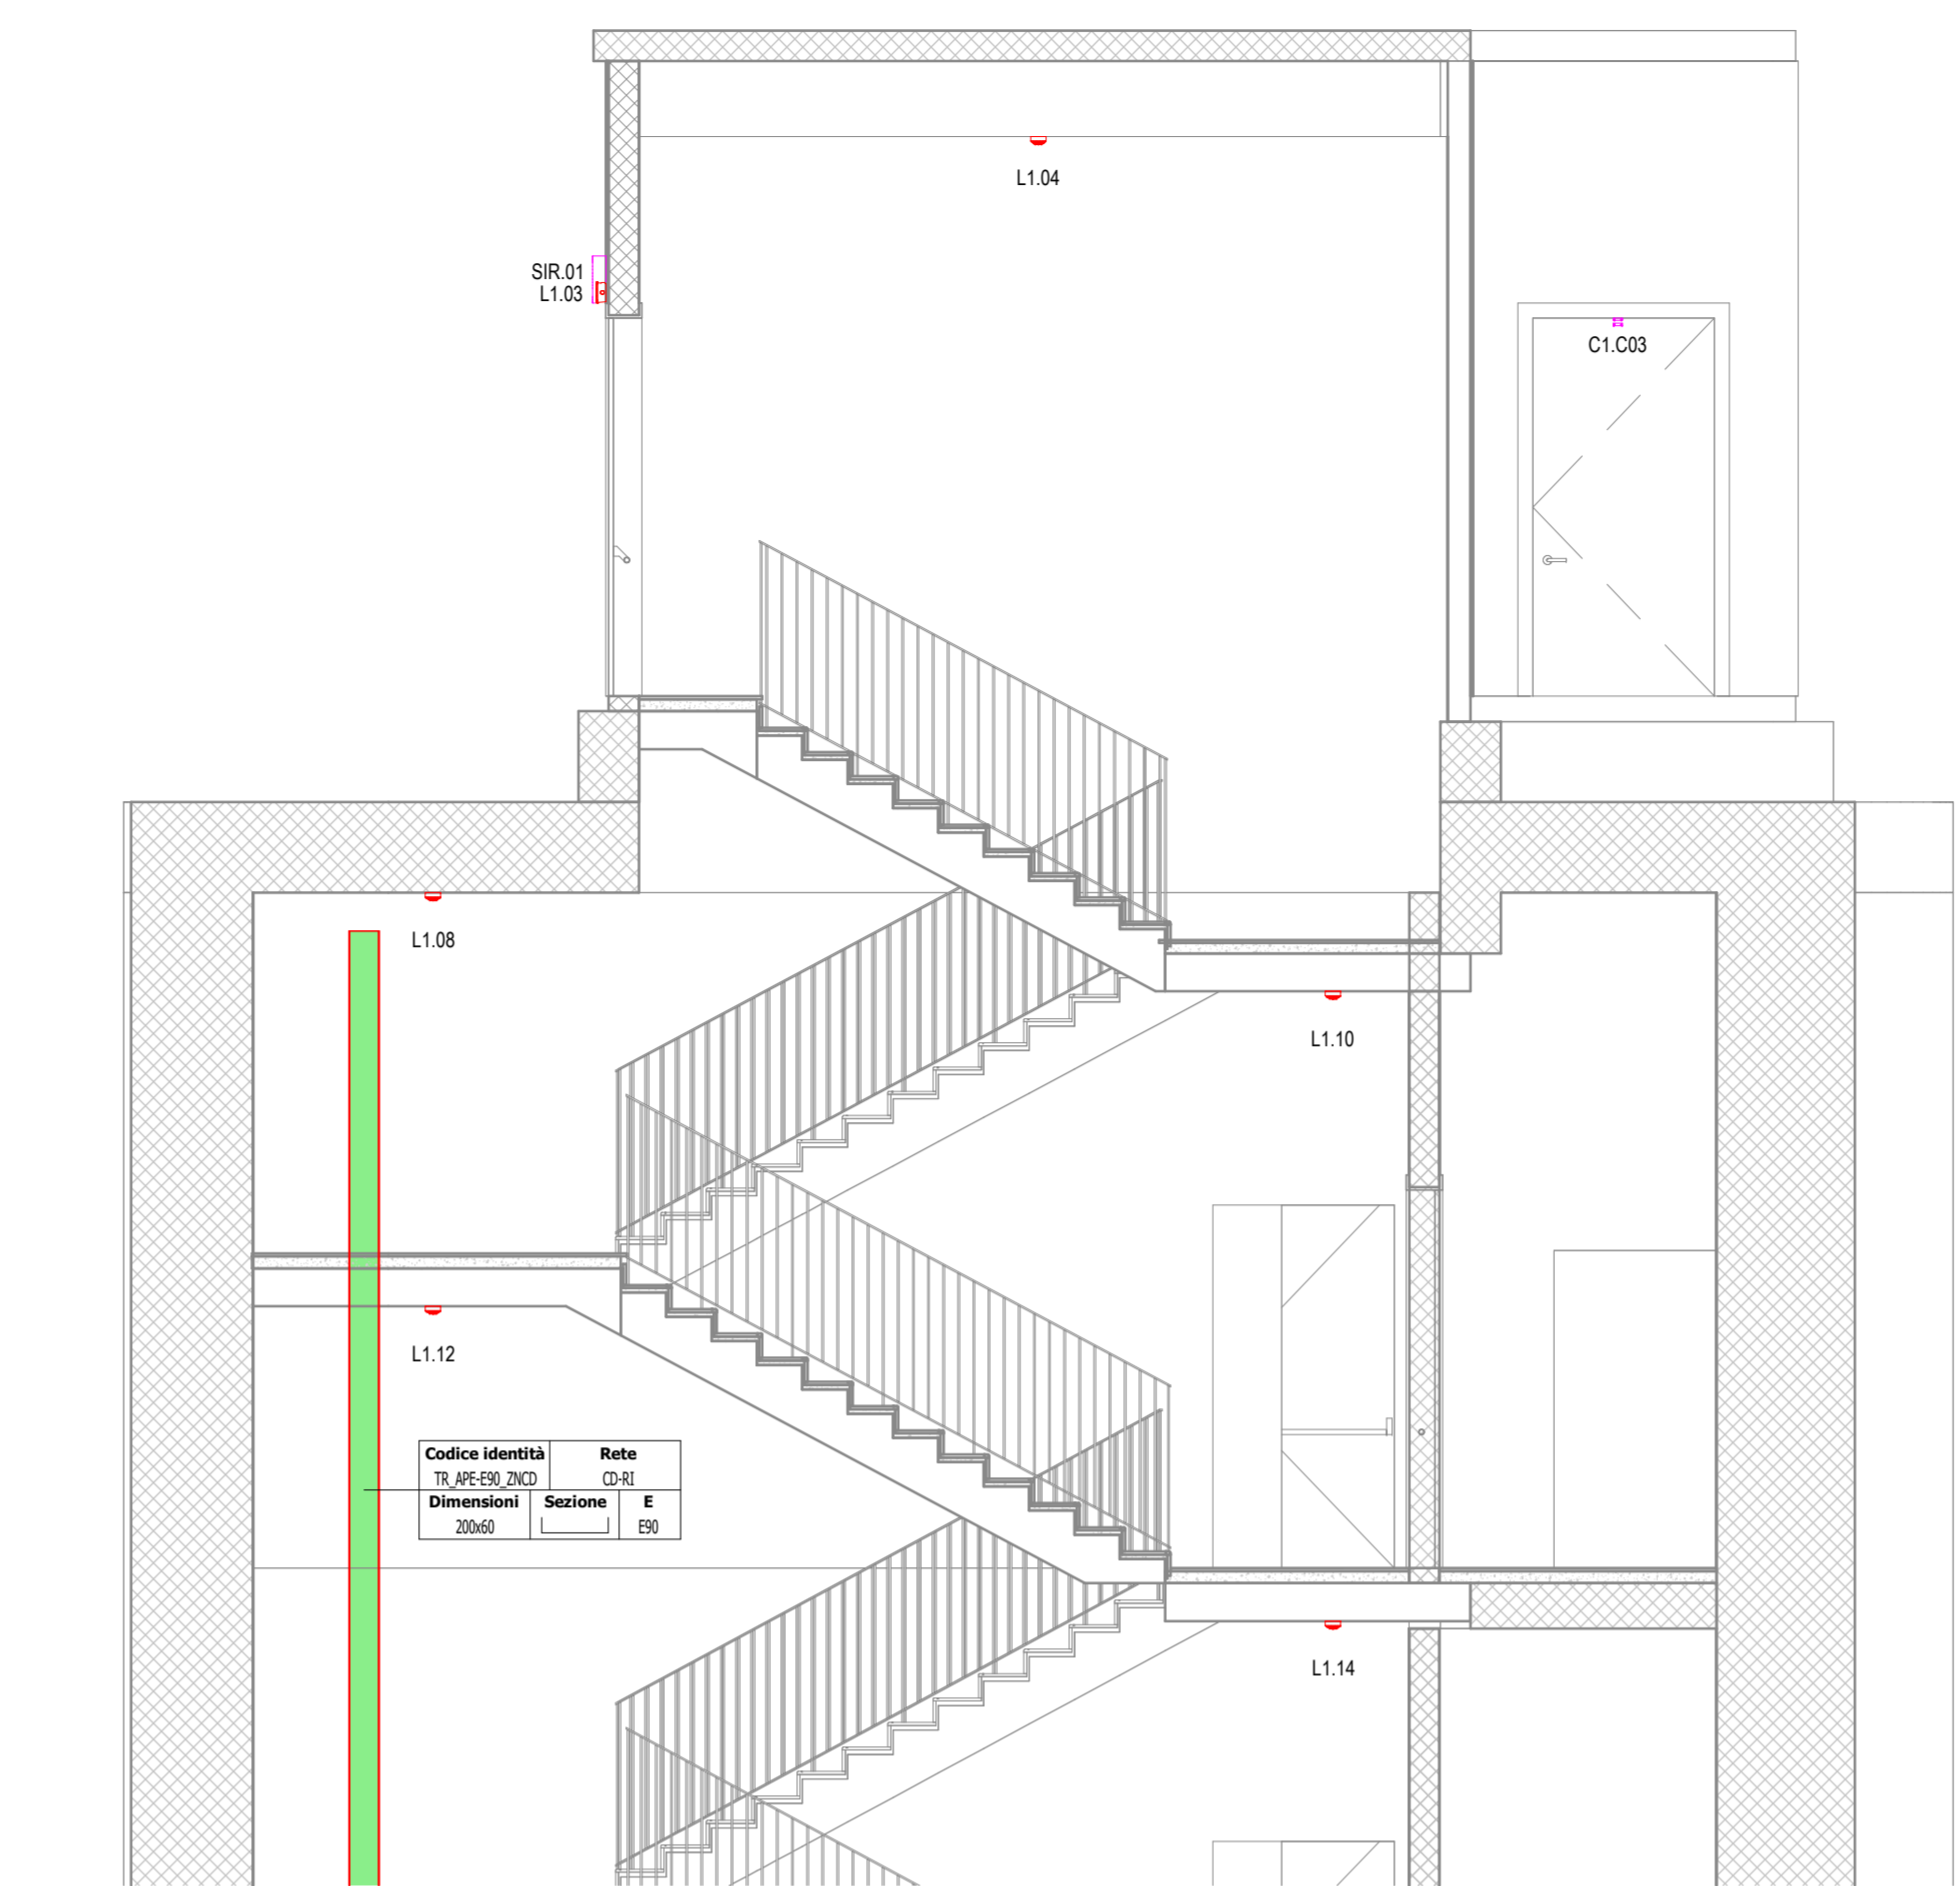 L1.04
SIR.01
L1.03
C1.C03
L1.08
L1.10
L1.12
Codice identità Rete
TR_APE-E90_ZNCD CD-RI
Dimensioni Sezione E
200x60 E90
L1.14